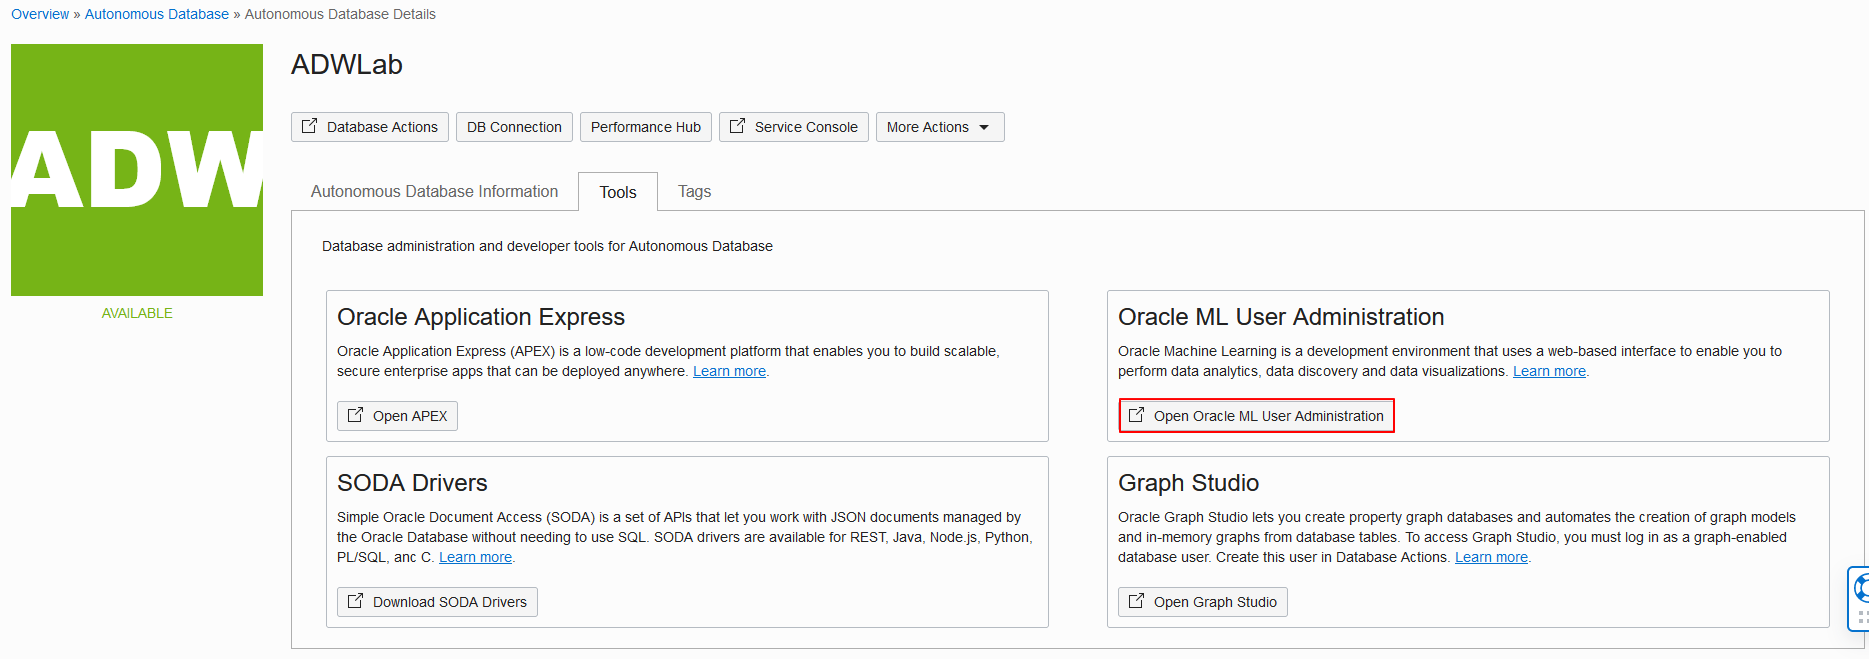 Overview » Autonomous Database » Autonomous Database Details
ADW
AVAILABLE
ADWLab
Database Actions
DB Connection
Performance Hub
Service Console
More Actions
Autonomous Database Information
Tools
Tags
Database administration and developer tools for Autonomous Database
Oracle Application Express
Oracle Application Express (APEX) is a low-code development platform that enables you to build scalable,
secure enterprise apps that can be deployed anywhere. Learn more.
Open APEX
Oracle ML User Administration
Oracle Machine Learning is a development environment that uses a web-based interface to enable you to
perform data analytics, data discovery and data visualizations. Learn more.
Open Oracle ML User Administration
SODA Drivers
Simple Oracle Document Access (SODA) is a set of APIs that let you work with JSON documents managed by
the Oracle Database without needing to use SQL. SODA drivers are available for REST, Java, Node.js, Python,
PL/SQL, anc C. Learn more.
Download SODA Drivers
Graph Studio
Oracle Graph Studio lets you create property graph databases and automates the creation of graph models
and in-memory graphs from database tables. To access Graph Studio, you must log in as a graph-enabled
database user. Create this user in Database Actions. Learn more.
Open Graph Studio